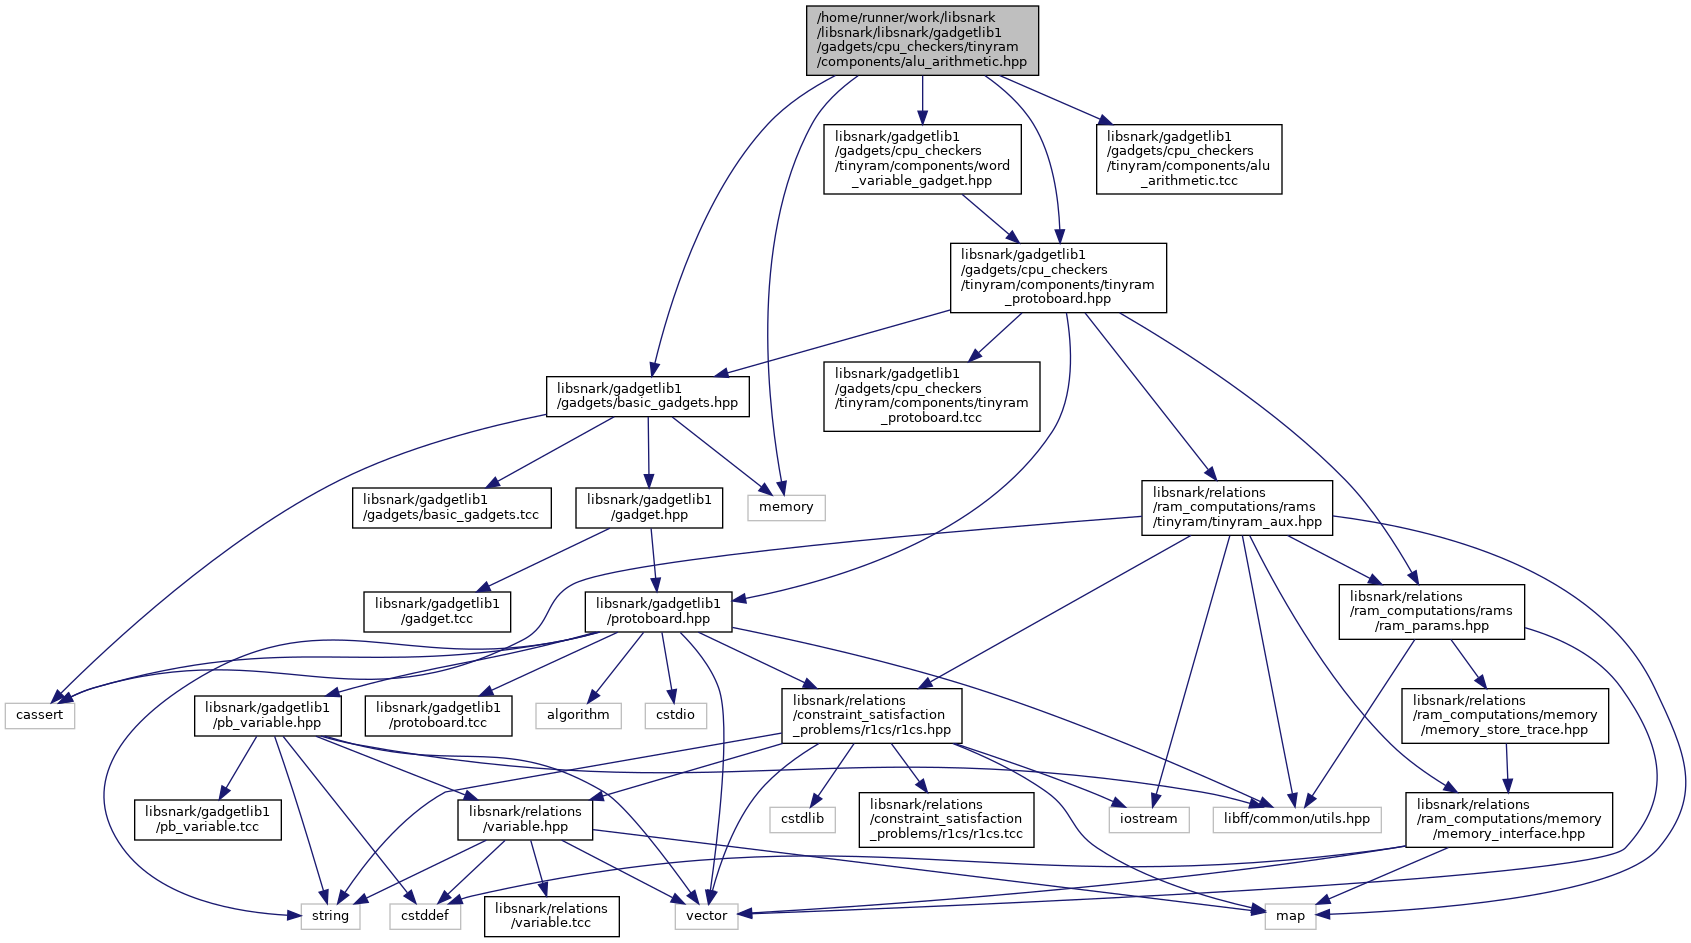 /home/runner/work/libsnark
/libsnark/libsnark/gadgetlib1
/gadgets/cpu_checkers/tinyram
/components/alu_arithmetic.hpp
libsnark/gadgetlib1
/gadgets/cpu_checkers
/tinyram/components/word
_variable_gadget.hpp
libsnark/gadgetlib1
/gadgets/cpu_checkers
/tinyram/components/alu
_arithmetic.tcc
libsnark/gadgetlib1
/gadgets/cpu_checkers
/tinyram/components/tinyram
_protoboard.hpp
libsnark/gadgetlib1
/gadgets/basic_gadgets.hpp
libsnark/gadgetlib1
/gadgets/cpu_checkers
/tinyram/components/tinyram
_protoboard.tcc
libsnark/gadgetlib1
/gadgets/basic_gadgets.tcc
libsnark/gadgetlib1
/gadget.hpp
memory
libsnark/relations
/ram_computations/rams
/tinyram/tinyram_aux.hpp
libsnark/gadgetlib1
/gadget.tcc
libsnark/gadgetlib1
/protoboard.hpp
libsnark/relations
/ram_computations/rams
/ram_params.hpp
cassert
libsnark/gadgetlib1
/pb_variable.hpp
libsnark/gadgetlib1
/protoboard.tcc
algorithm
cstdio
libsnark/relations
/constraint_satisfaction
_problems/r1cs/r1cs.hpp
libsnark/relations
/ram_computations/memory
/memory_store_trace.hpp
libsnark/gadgetlib1
/pb_variable.tcc
libsnark/relations
/variable.hpp
cstdlib
libsnark/relations
/constraint_satisfaction
_problems/r1cs/r1cs.tcc
iostream
libff/common/utils.hpp
libsnark/relations
/ram_computations/memory
/memory_interface.hpp
string
cstddef
libsnark/relations
/variable.tcc
vector
map